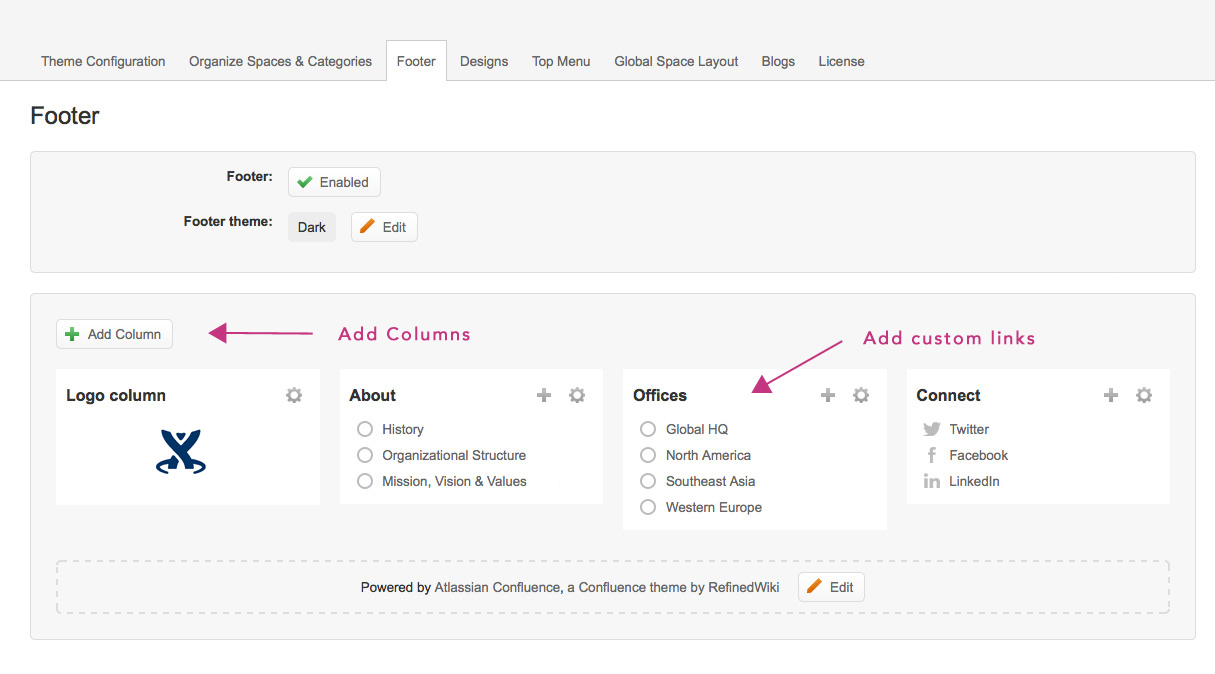 Theme Configuration Organize Spaces & Categories Footer Designs Top Menu Global Space Layout Blogs License
Footer
Footer: Enabled
Footer theme: Dark Edit
Add Column Add Columns Add custom links
Logo column About Offices Connect
History Global HQ Twitter
Organizational Structure North America Facebook
Mission, Vision & Values Southeast Asia LinkedIn
Western Europe
Powered by Atlassian Confluence, a Confluence theme by RefinedWiki Edit